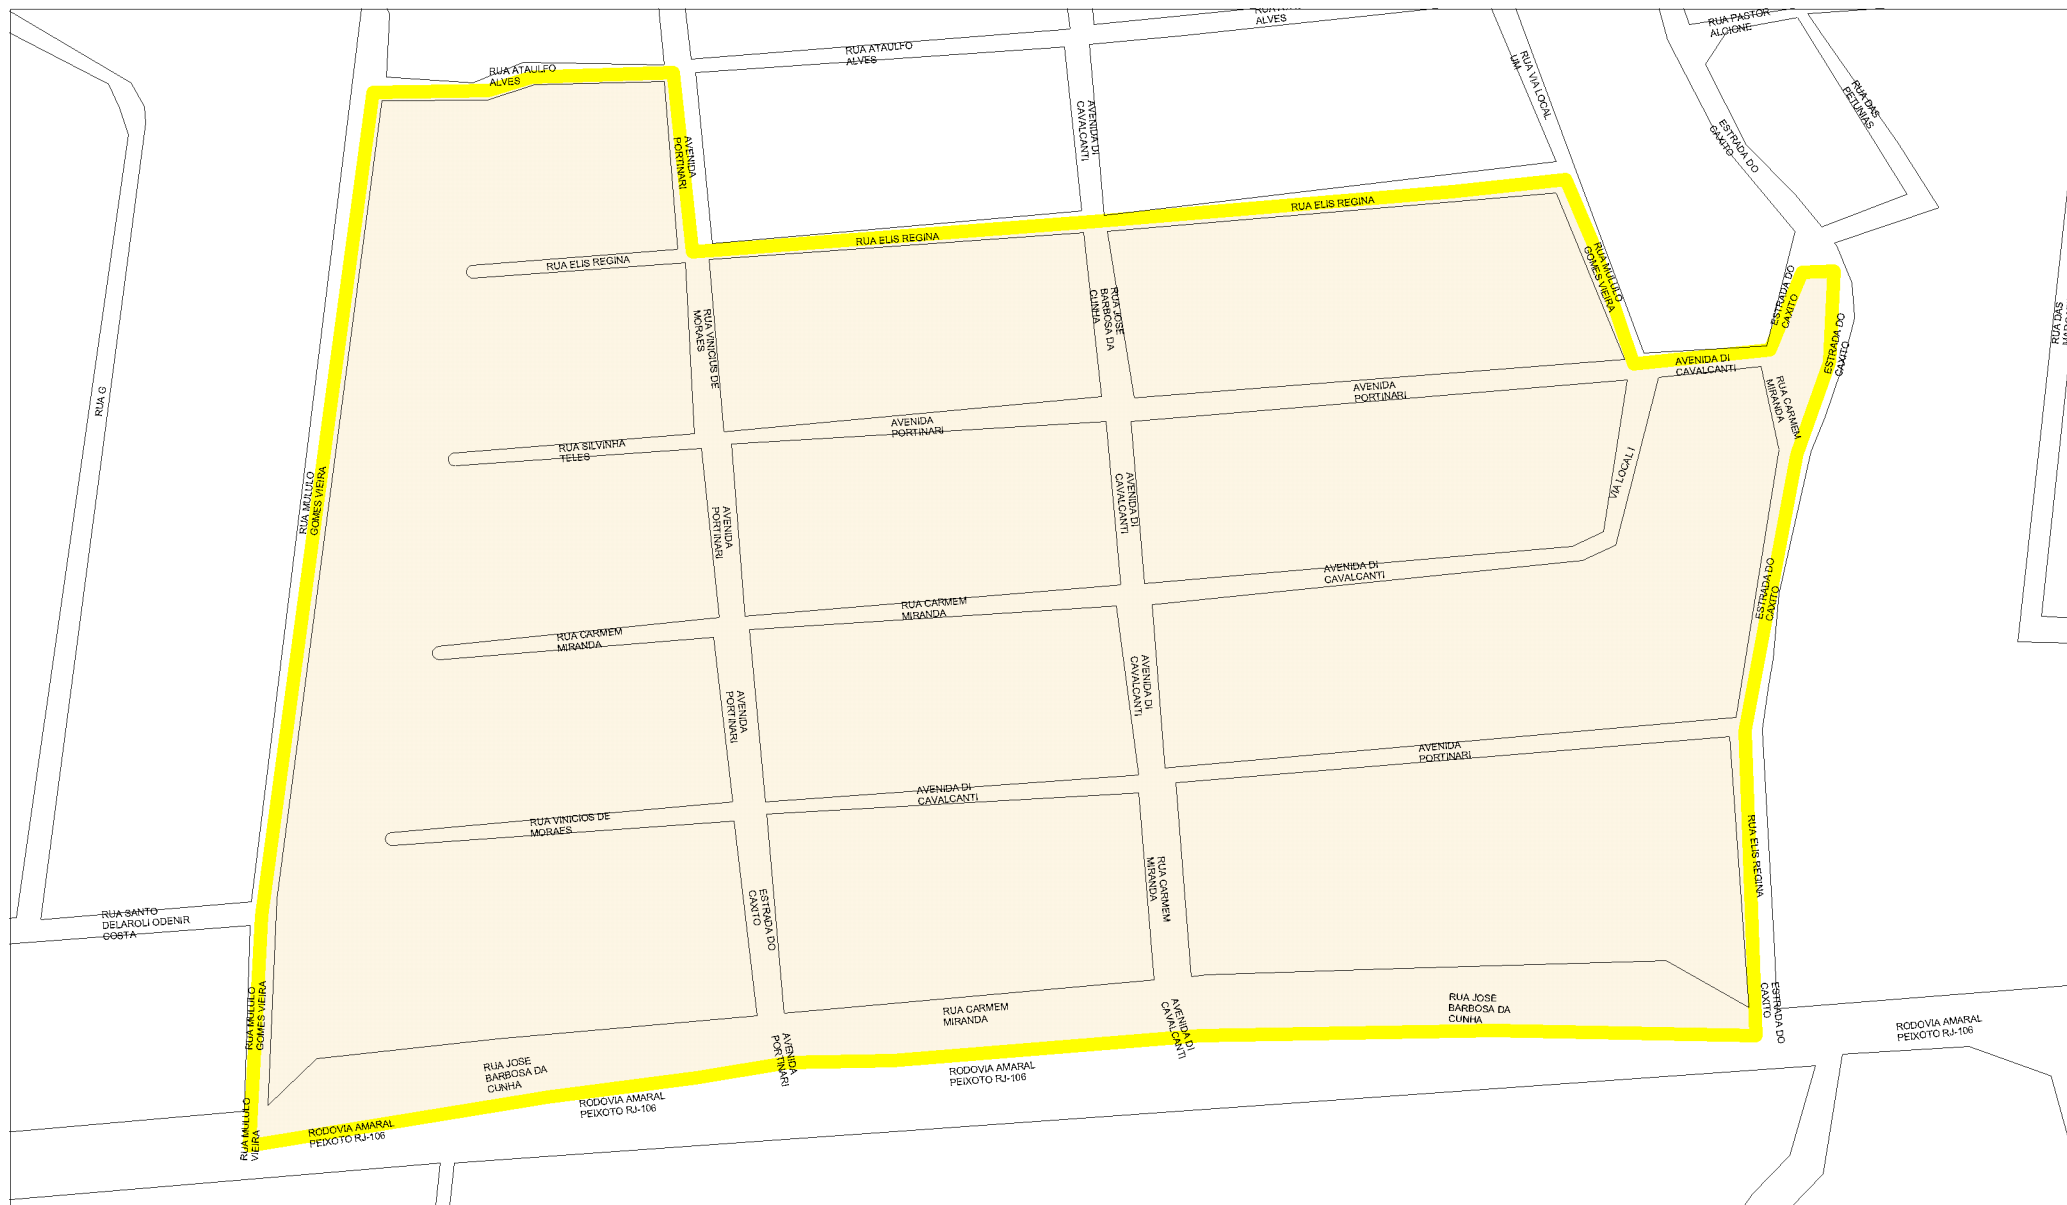 ALVES
RUA PASTOR
ALCIONE
RUA ATAULFO
ALVES
RUA ATAULFO
ALVES
RUA VIA LOCAL
UM
RUA DAS
PETUNIAS
AVENIDA DI
CAVALCANTI
ESTRADA DO
CAXITO
AVENIDA
PORTINARI
RUA ELIS REGINA
RUA ELIS REGINA
RUA ELIS REGINA
RUA MULULO
GOMES VIEIRA
ESTRADA DO
CAXITO
RUA JOSE
BARBOSA DA
CUNHA
RUA VINICIUS DE
MORAES
ESTRADA DO
CAXITO
RUA DAS
AVENIDA DI
CAVALCANTI
RUA G
AVENIDA
PORTINARI
RUA CARMEM
MIRANDA
AVENIDA
PORTINARI
RUA SILVINHA
TELES
VIA LOCAL I
RUA MULULO
GOMES VIEIRA
AVENIDA DI
CAVALCANTI
AVENIDA
PORTINARI
AVENIDA DI
CAVALCANTI
ESTRADA DO
CAXITO
RUA CARMEM
MIRANDA
RUA CARMEM
MIRANDA
AVENIDA DI
CAVALCANTI
AVENIDA
PORTINARI
AVENIDA
PORTINARI
AVENIDA DI
CAVALCANTI
RUA VINICIOS DE
MORAES
RUA ELIS REGINA
RUA CARMEM
MIRANDA
ESTRADA DO
CAXITO
RUA SANTO
DELAROLI ODENIR
COSTA
RUA MULULO
GOMES VIEIRA
RUA CARMEM
MIRANDA
AVENIDA DI
CAVALCANTI
RUA JOSE
BARBOSA DA
CUNHA
ESTRADA DO
CAXITO
RODOVIA AMARAL
PEIXOTO RJ-106
RUA JOSE
BARBOSA DA
CUNHA
AVENIDA
PORTINARI
RODOVIA AMARAL
PEIXOTO RJ-106
RODOVIA AMARAL
PEIXOTO RJ-106
RUA MULULO
VIEIRA
RODOVIA AMARAL
PEIXOTO RJ-106